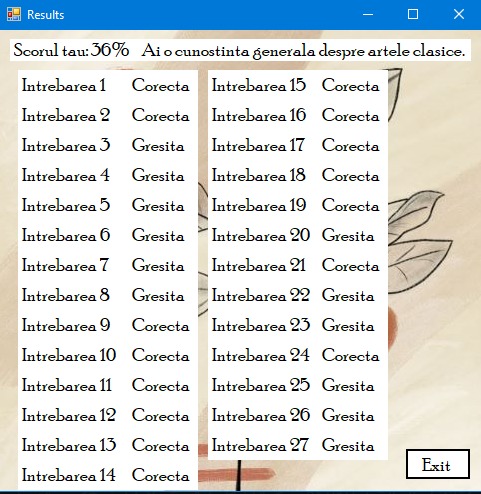 Results
Scorul tau: 36% Ai o cunostinta generala despre artele clasice.
Intrebarea 1 Corecta
Intrebarea 2 Corecta
Intrebarea 3 Gresita
Intrebarea 4 Gresita
Intrebarea 5 Gresita
Intrebarea 6 Gresita
Intrebarea 7 Gresita
Intrebarea 8 Gresita
Intrebarea 9 Corecta
Intrebarea 10 Corecta
Intrebarea 11 Corecta
Intrebarea 12 Corecta
Intrebarea 13 Corecta
Intrebarea 14 Corecta
Intrebarea 15 Corecta
Intrebarea 16 Corecta
Intrebarea 17 Corecta
Intrebarea 18 Corecta
Intrebarea 19 Corecta
Intrebarea 20 Gresita
Intrebarea 21 Corecta
Intrebarea 22 Gresita
Intrebarea 23 Gresita
Intrebarea 24 Corecta
Intrebarea 25 Gresita
Intrebarea 26 Gresita
Intrebarea 27 Gresita
Exit